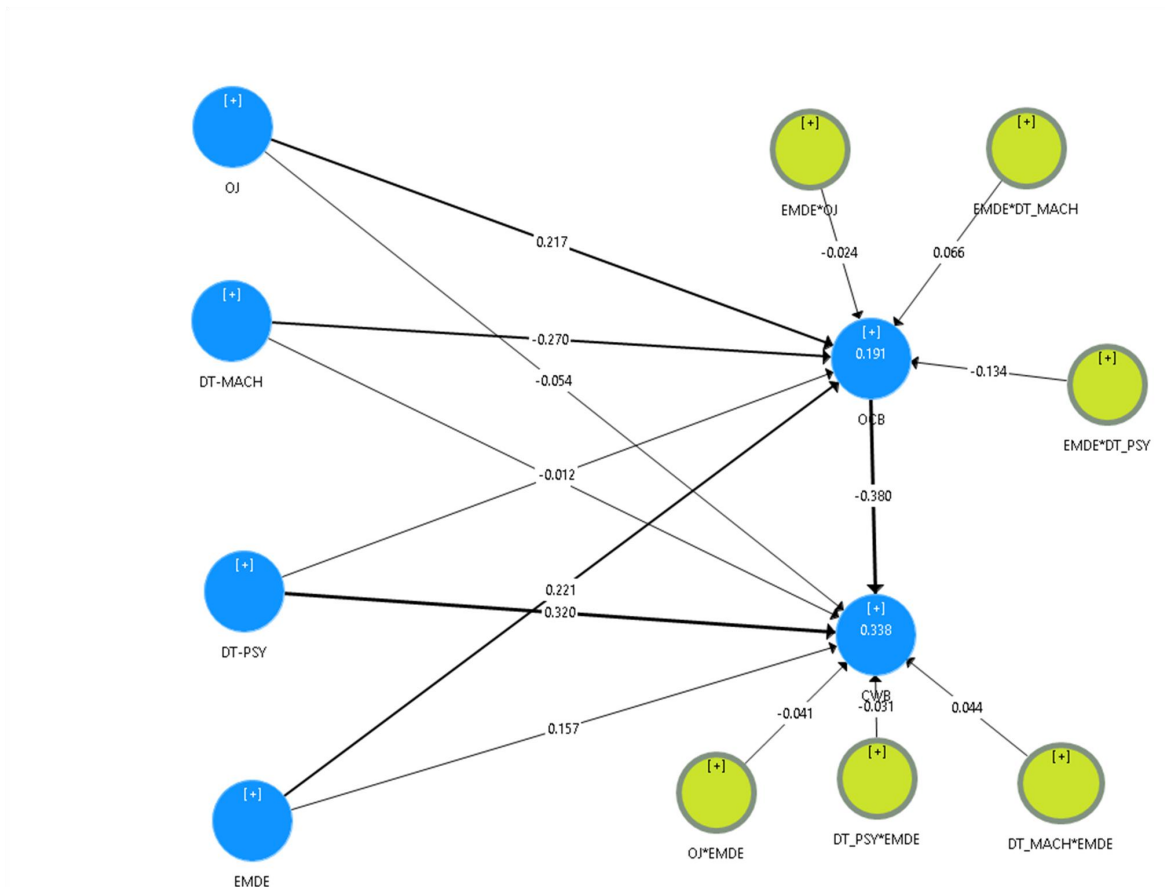 [+]
OJ
[+]
DT-MACH
[+]
DT-PSY
[+]
EMDE
0.217
-0.270
-0.054
-0.012
0.221
0.320
0.157
[+]
EMDE*OJ
[+]
EMDE*DT_MACH
-0.024
0.066
[+]
0.191
OCB
-0.134
[+]
EMDE*DT_PSY
-0.380
[+]
0.338
CWB
-0.041
-0.031
0.044
[+]
OJ*EMDE
[+]
DT_PSY*EMDE
[+]
DT_MACH*EMDE